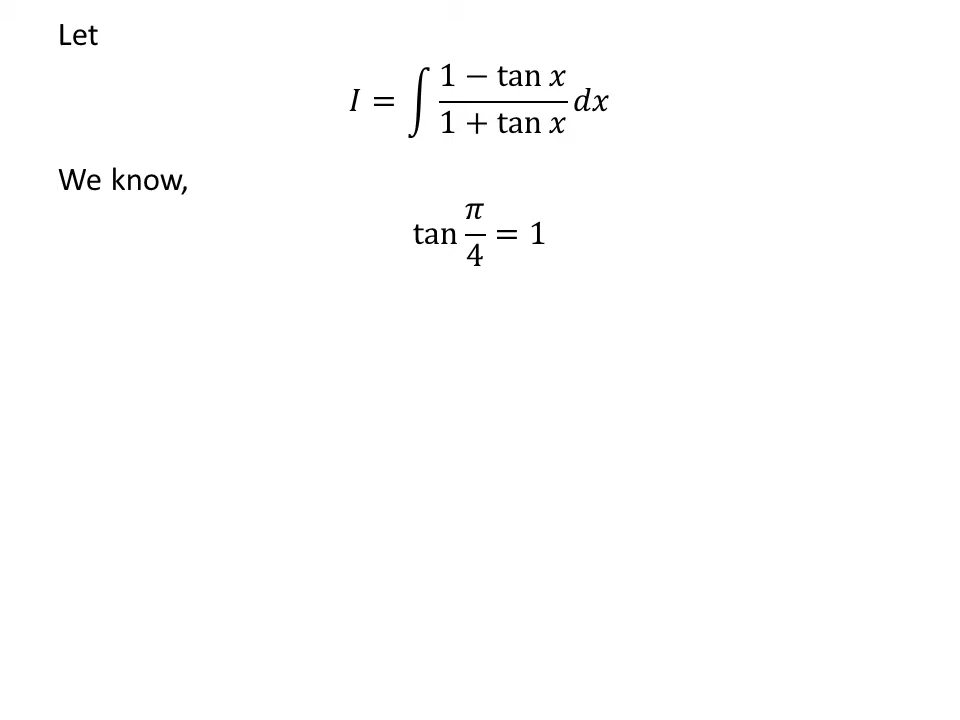 Let
I = ∫ (1 − tan x)/(1 + tan x) dx
We know,
tan π/4 = 1